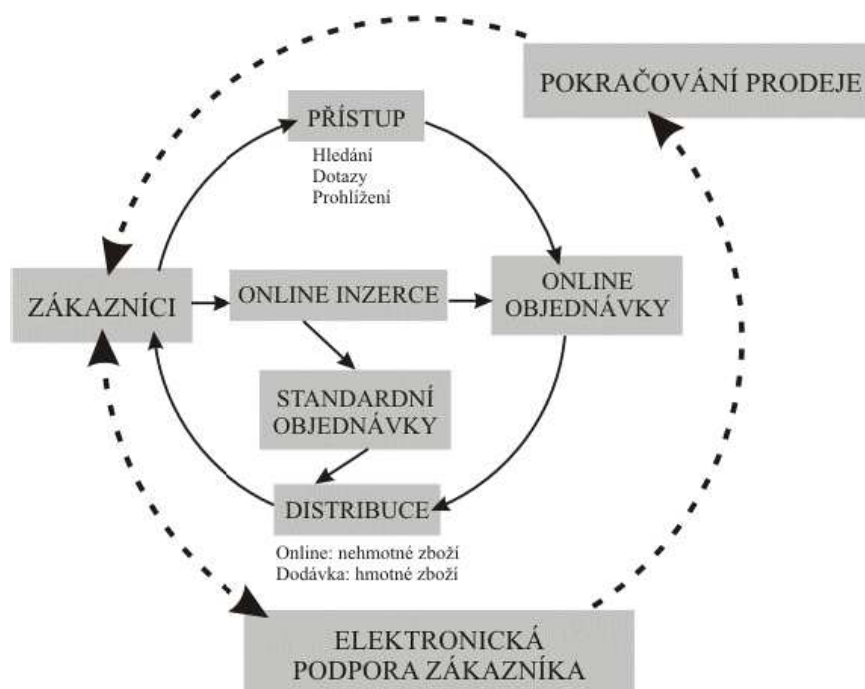 POKRAČOVÁNÍ PRODEJE
PŘÍSTUP
Hledání
Dotazy
Prohlížení
ZÁKAZNÍCI
ONLINE INZERCE
ONLINE
OBJEDNÁVKY
STANDARDNÍ
OBJEDNÁVKY
DISTRIBUCE
Online: nehmotné zboží
Dodávka: hmotné zboží
ELEKTRONICKÁ
PODPORA ZÁKAZNÍKA